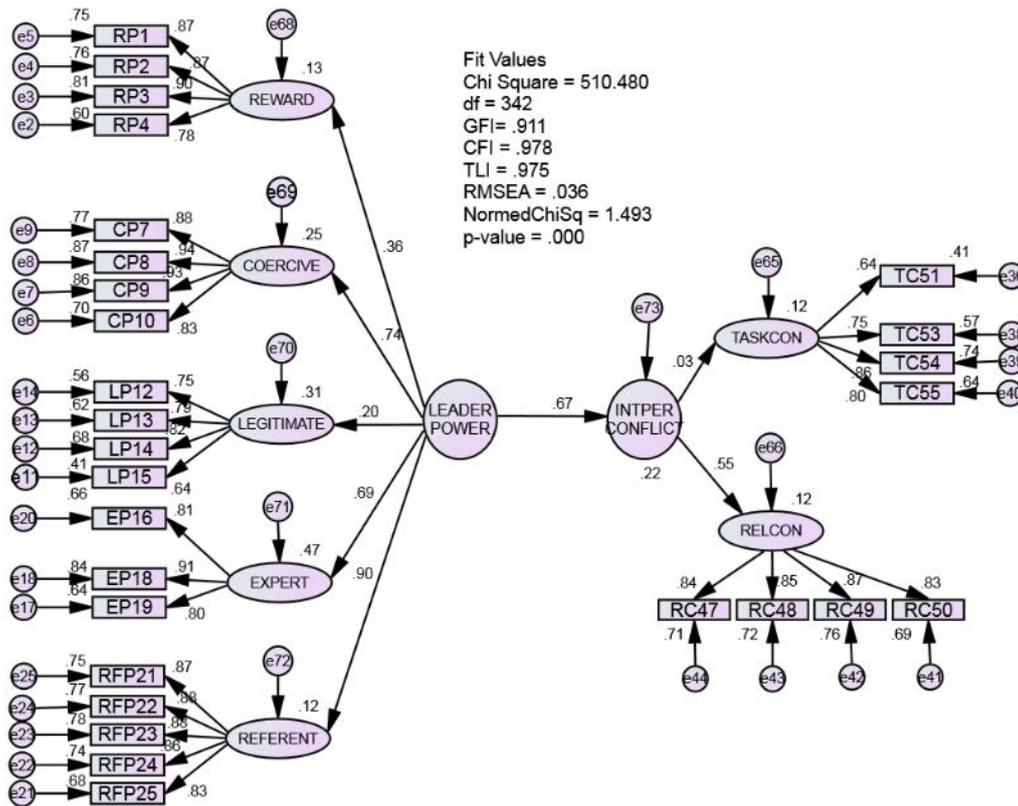 Fit Values
Chi Square = 510.480
df = 342
GFI= .911
CFI = .978
TLI = .975
RMSEA = .036
NormedChiSq = 1.493
p-value = .000
e5 .75 RP1 .87
e4 .76 RP2 .87
e3 .81 RP3 .90
e2 .60 RP4 .78
e68
.13
REWARD
e9 .77 CP7 .88
e8 .87 CP8 .94
e7 .86 CP9 .93
e6 .70 CP10 .83
e69
.25
COERCIVE
e14 .56 LP12 .75
e13 .62 LP13 .79
e12 .68 LP14 .82
e11 .41 LP15 .64
e70
.31
LEGITIMATE
e20 .66 EP16 .81
e18 .84 EP18 .91
e17 .64 EP19 .80
e71
.47
EXPERT
e25 .75 RFP21 .87
e24 .77 RFP22 .88
e23 .78 RFP23 .88
e22 .74 RFP24 .86
e21 .68 RFP25 .83
e72
.12
REFERENT
.36
.74
.20
.69
.90
LEADER
POWER
.67
e73
INTPER
CONFLICT
.22
.03
.55
e65
.12
TASKCON
.64 TC51 .41
.75 TC53 .57 e38
.86 TC54 .74 e39
.80 TC55 .64 e40
e66
.12
RELCON
.84 .85 .87 .83
RC47 RC48 RC49 RC50
.71 .72 .76 .69
e44 e43 e42 e41